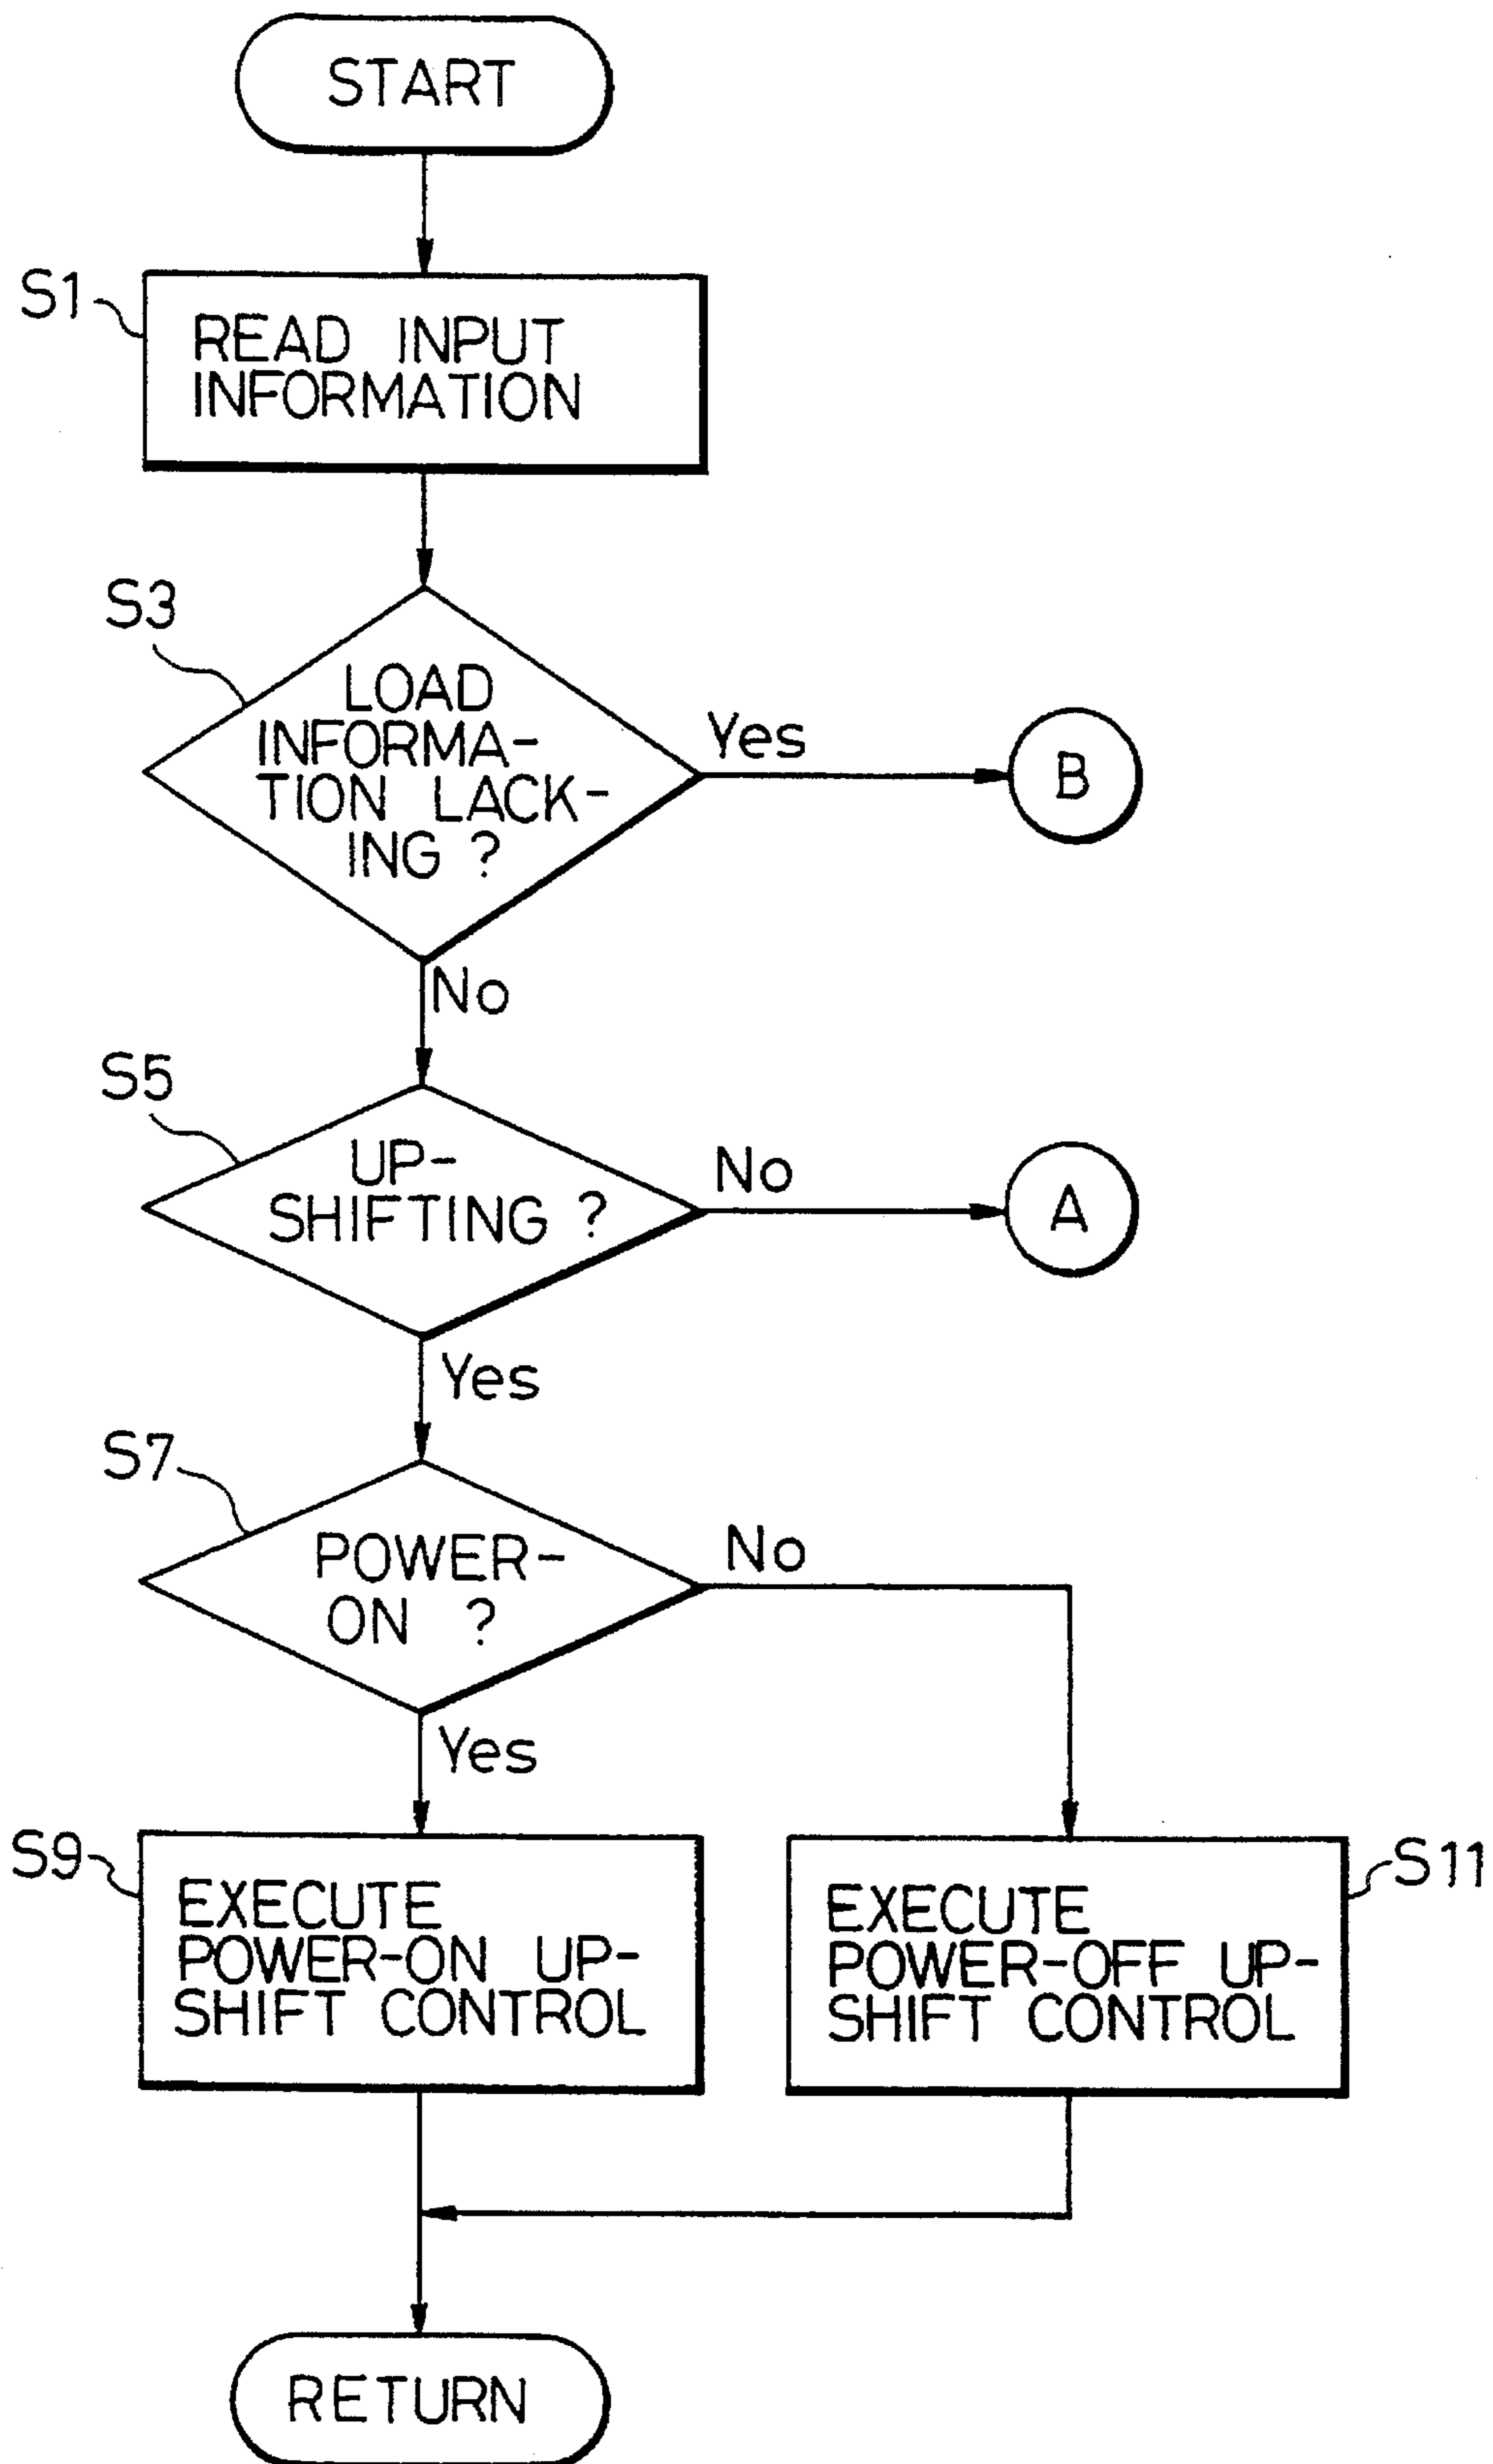 START
S1
READ INPUT
INFORMATION
S3
LOAD
INFORMA-
TION LACK-
ING ?
Yes
B
No
S5
UP-
SHIFTING ?
No
A
Yes
S7
POWER-
ON ?
No
Yes
S9
EXECUTE
POWER-ON UP-
SHIFT CONTROL
S11
EXECUTE
POWER-OFF UP-
SHIFT CONTROL
RETURN